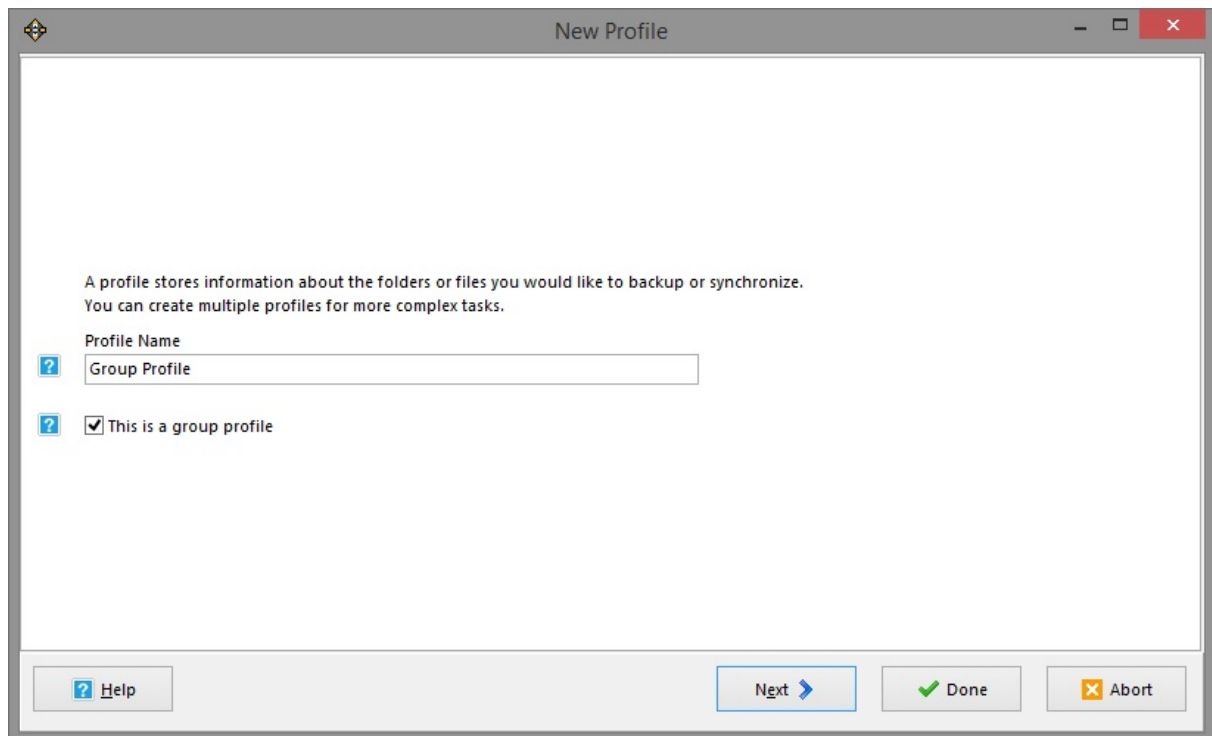 New Profile
A profile stores information about the folders or files you would like to backup or synchronize.
You can create multiple profiles for more complex tasks.
Profile Name
Group Profile
This is a group profile
Help
Next
Done
Abort